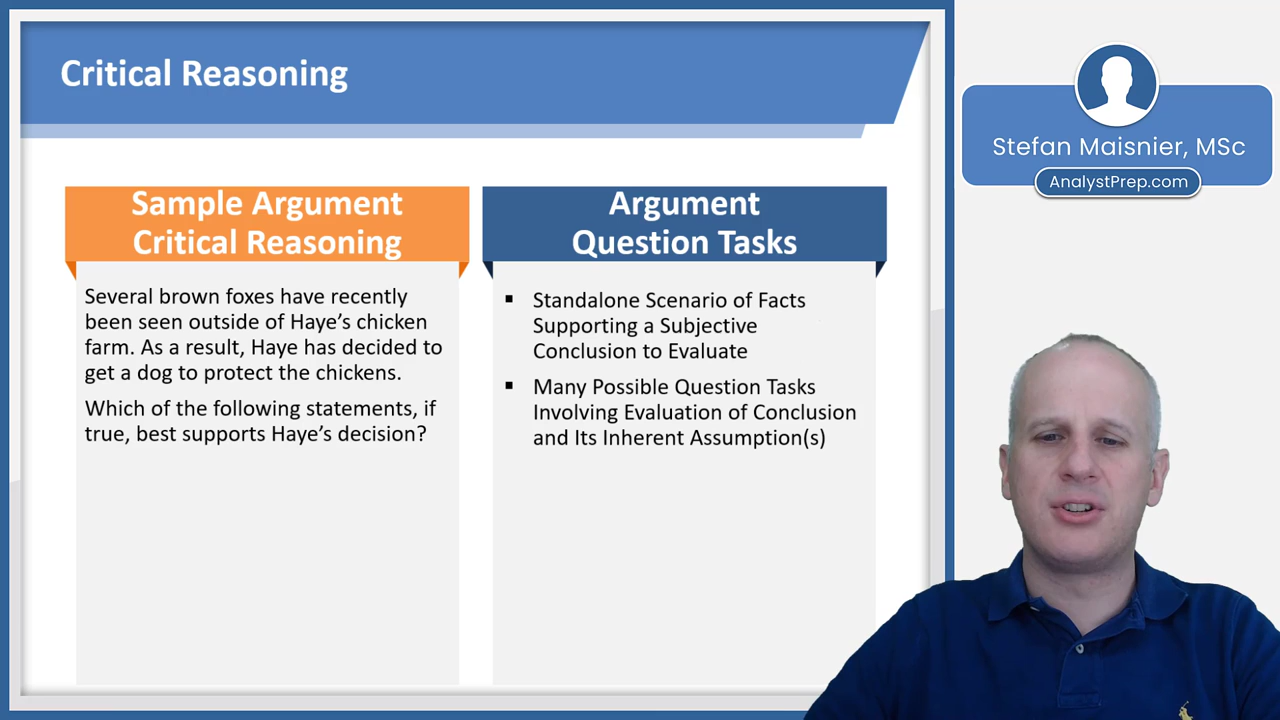 Critical Reasoning
Sample Argument
Critical Reasoning
Several brown foxes have recently
been seen outside of Haye's chicken
farm. As a result, Haye has decided to
get a dog to protect the chickens.
Which of the following statements, if
true, best supports Haye's decision?
Argument
Question Tasks
▪ Standalone Scenario of Facts
Supporting a Subjective
Conclusion to Evaluate
▪ Many Possible Question Tasks
Involving Evaluation of Conclusion
and Its Inherent Assumption(s)
Stefan Maisnier, MSc
AnalystPrep.com